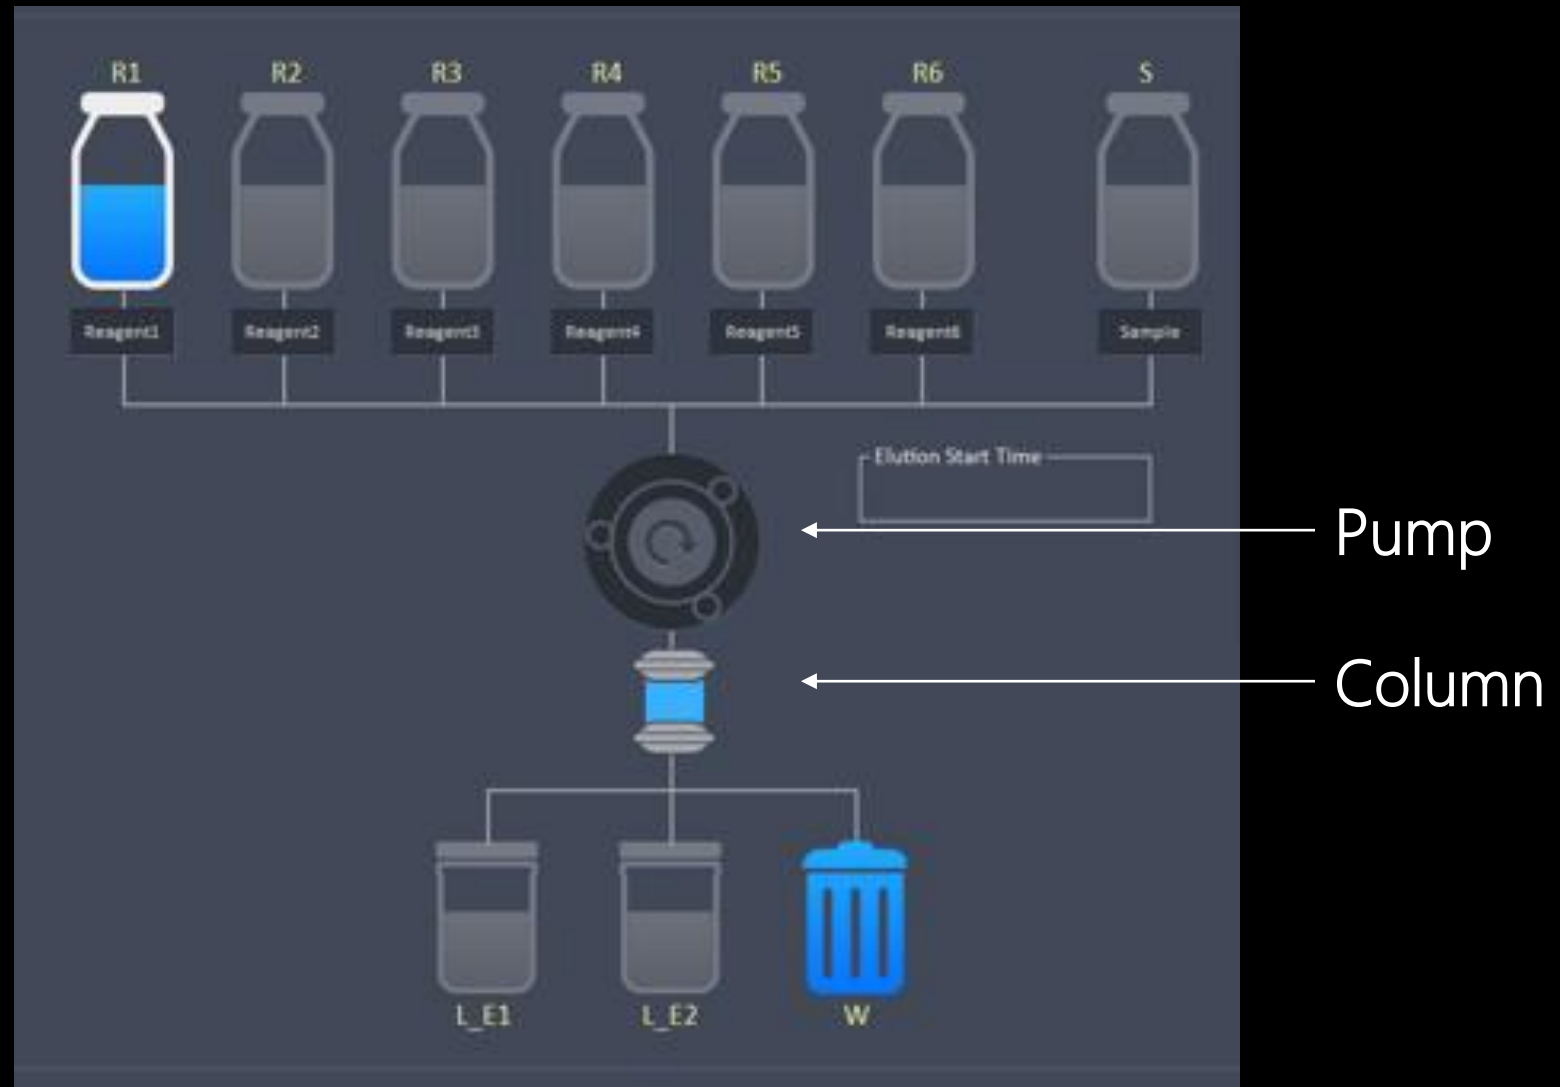 R1 R2 R3 R4 R5 R6 S
Reagent1 Reagent2 Reagent3 Reagent4 Reagent5 Reagent6 Sample
Elution Start Time
Pump
Column
L_E1 L_E2 W